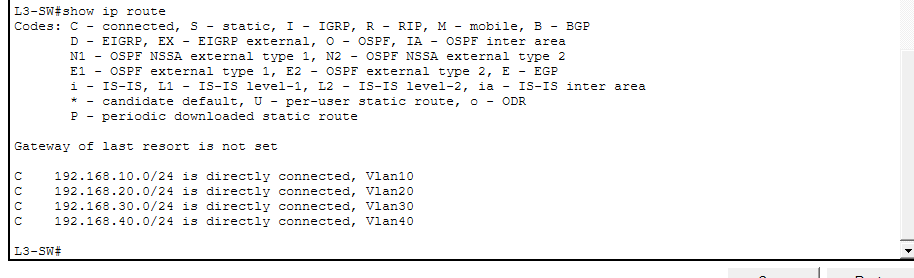 L3-SW#show ip route
Codes: C - connected, S - static, I - IGRP, R - RIP, M - mobile, B - BGP
       D - EIGRP, EX - EIGRP external, O - OSPF, IA - OSPF inter area
       N1 - OSPF NSSA external type 1, N2 - OSPF NSSA external type 2
       E1 - OSPF external type 1, E2 - OSPF external type 2, E - EGP
       i - IS-IS, L1 - IS-IS level-1, L2 - IS-IS level-2, ia - IS-IS inter area
       * - candidate default, U - per-user static route, o - ODR
       P - periodic downloaded static route
Gateway of last resort is not set
C    192.168.10.0/24 is directly connected, Vlan10
C    192.168.20.0/24 is directly connected, Vlan20
C    192.168.30.0/24 is directly connected, Vlan30
C    192.168.40.0/24 is directly connected, Vlan40
L3-SW#